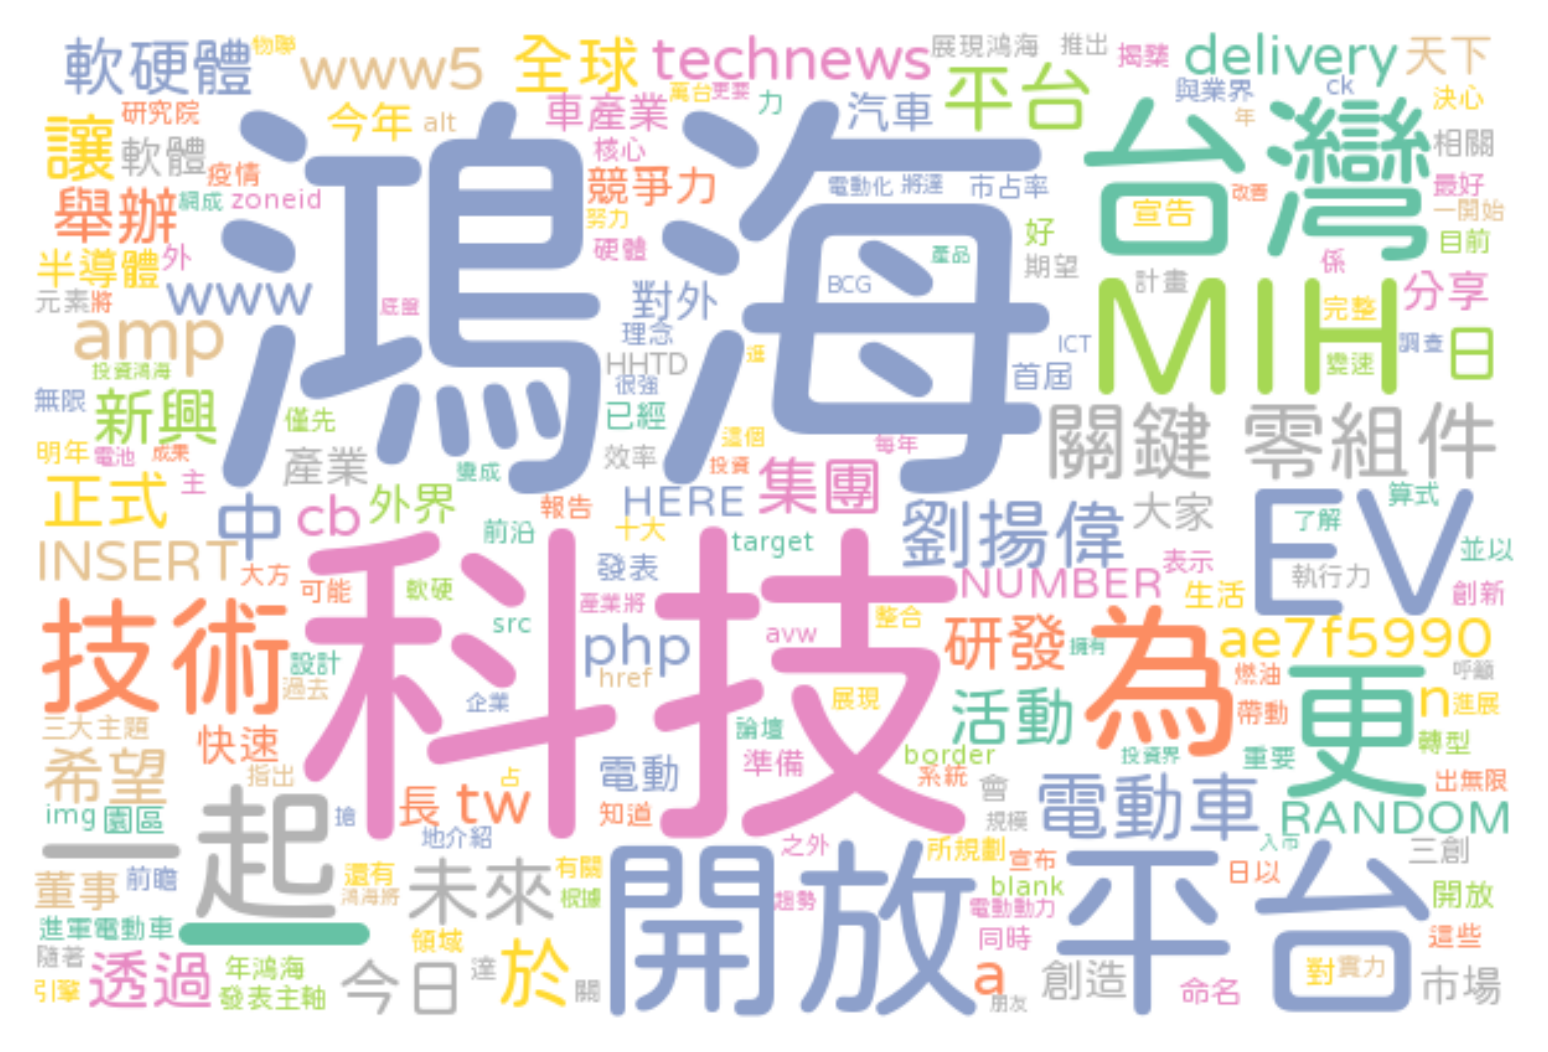 軟硬體
物聯
www5
全球
technews
展現鴻海
推出
揭櫫
delivery
天下
研究院
今年
alt
車產業
萬台
更要
力
汽車
平台
與業界
ck
決心
年
讓
軟體
疫情
核心
相關
舉辦
網成
zoneid
競爭力
電動化
將達
市占率
改善
最好
鴻海
台灣
宣告
一開始
努力
半導體
外
硬體
產品
好
目前
元素
將
www
底盤
對外
BCG
期望
係
計畫
分享
amp
理念
MIH
完整
投資鴻海
HHTD
進
ICT
變速
調查
日
無限
新興
僅先
很強
首屆
已經
明年
電池
成果
產業
效率
這個
每年
關鍵
零組件
主
變成
投資
集團
正式
中
cb
外界
報告
HERE
劉揚偉
大家
EV
算式
了解
INSERT
前沿
十大
target
並以
大方
可能
軟硬
發表
表示
NUMBER
生活
執行力
創新
科技
產業將
技術
src
php
avw
整合
研發
擁有
為
ae7f5990
設計
過去
href
燃油
呼籲
更
企業
展現
n
進展
三大主題
快速
論壇
活動
帶動
轉型
希望
指出
電動
準備
border
投資界
重要
占
系統
出無限
img
園區
一起
搶
長
tw
知道
會
電動車
RANDOM
地介紹
規模
入市
三創
董事
前瞻
還有
鴻海將
未來
有關
根據
開放
平台
之外
所規劃
宣布
日以
blank
趨勢
電動動力
開放
進軍電動車
一
領域
同時
這些
隨著
透過
年鴻海
今日
達
於
a
創造
對
實力
市場
引擎
發表主軸
關
朋友
命名